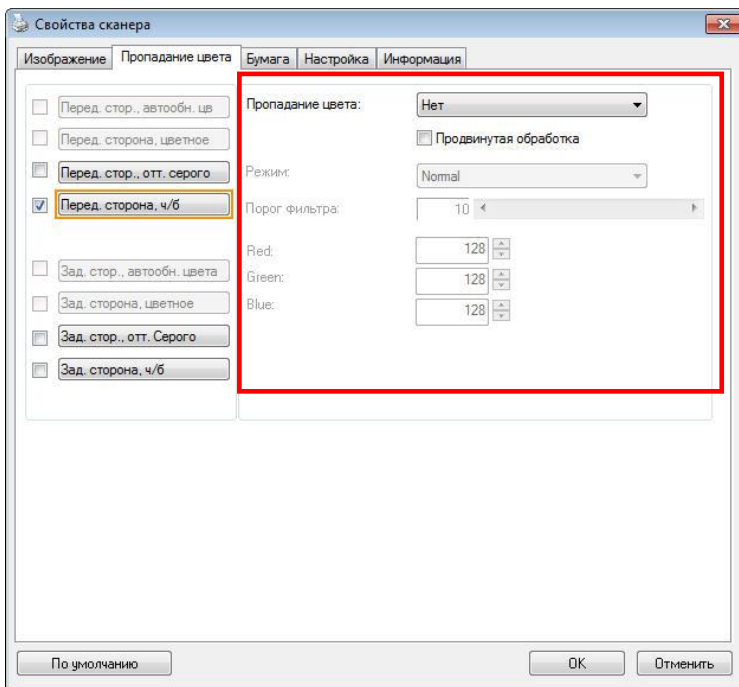 Свойства сканера
Изображение Пропадание цвета Бумага Настройка Информация
Перед. стор., автообн. цв
Перед. сторона, цветное
Перед. стор., отт. серого
Перед. сторона, ч/б
Зад. стор., автообн. цвета
Зад. сторона, цветное
Зад. стор., отт. Серого
Зад. сторона, ч/б
Пропадание цвета: Нет
Продвинутая обработка
Режим: Normal
Порог фильтра: 10
Red: 128
Green: 128
Blue: 128
По умолчанию OK Отменить